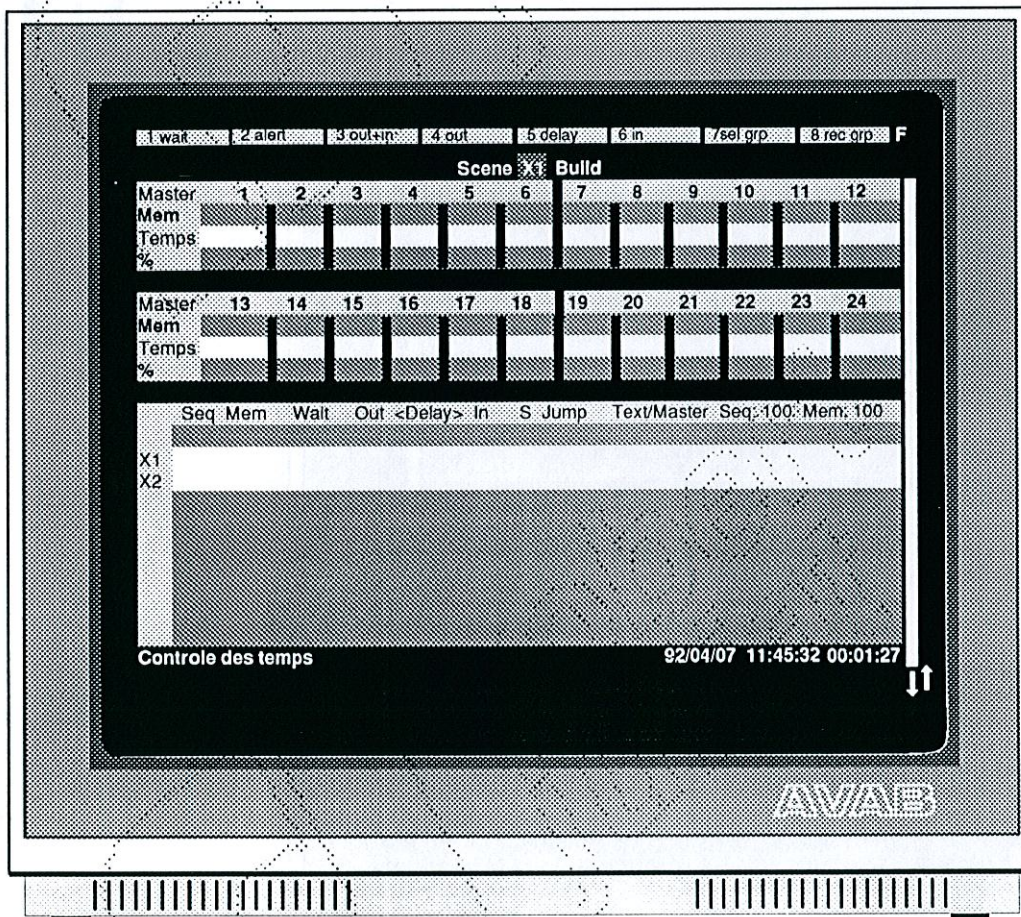 1 wait 2 alert 3 out+in 4 out 5 delay 6 in 7sel grp 8 rec grp F
Scene X1 Build
Master 1 2 3 4 5 6 7 8 9 10 11 12
Mem
Temps
%
Master 13 14 15 16 17 18 19 20 21 22 23 24
Mem
Temps
%
Seq Mem Wait Out <Delay> In S Jump Text/Master Seq: 100 Mem: 100
X1
X2
Controle des temps 92/04/07 11:45:32 00:01:27
AVAB